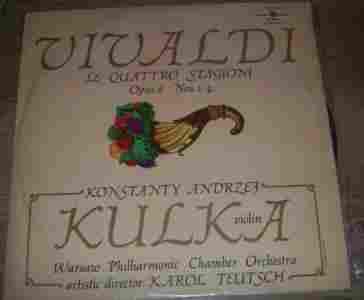 VIVALDI
LE QUATTRO STAGIONI
Opus 8 Nos 1-4
KONSTANTY ANDRZEJ
KULKA
violin
Warsaw Philharmonic Chamber Orchestra
artistic director KAROL TEUTSCH